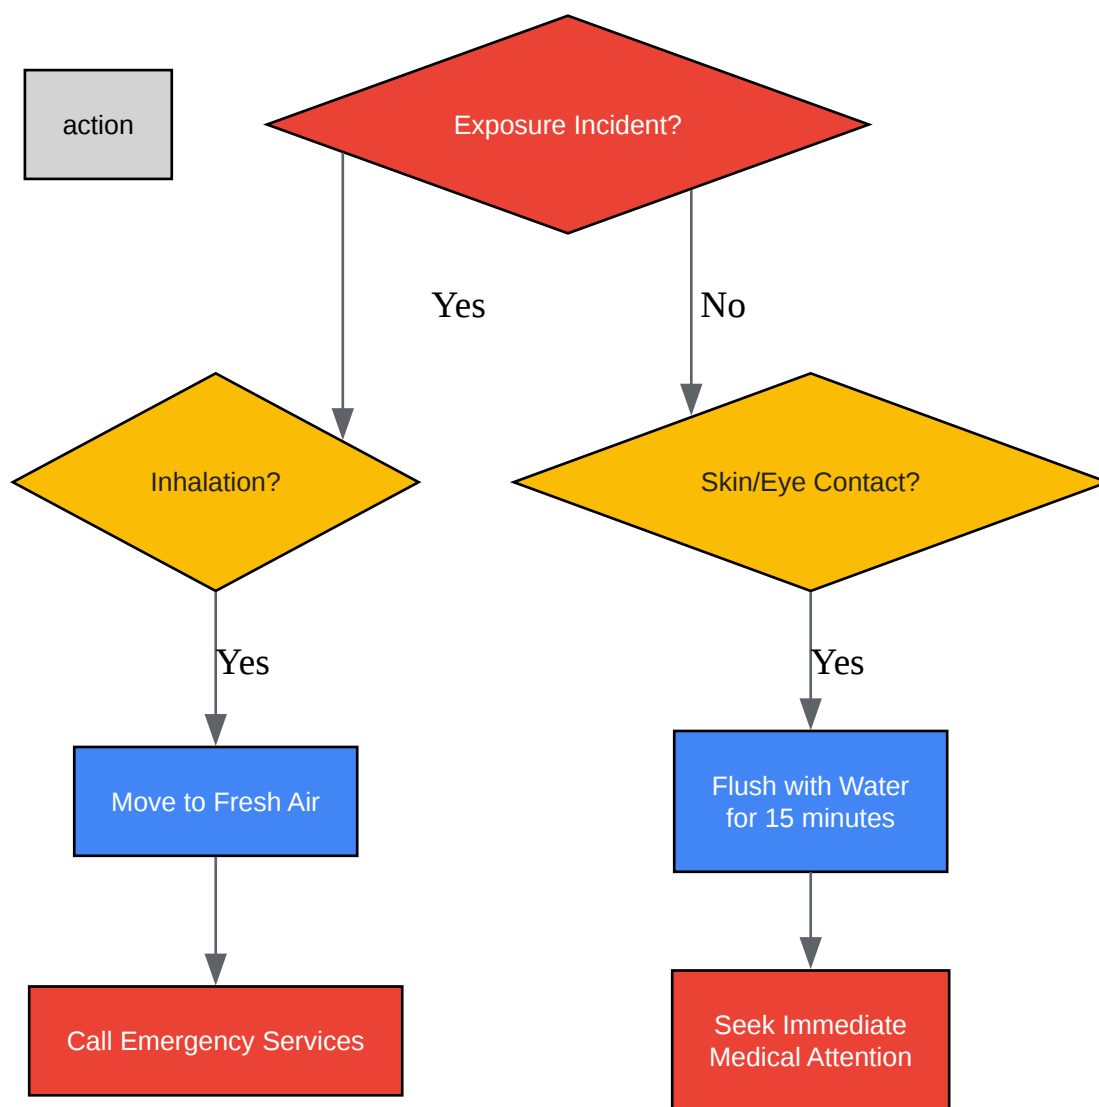 action
Exposure Incident?
Yes
No
Inhalation?
Skin/Eye Contact?
Yes
Yes
Move to Fresh Air
Flush with Water
for 15 minutes
Call Emergency Services
Seek Immediate
Medical Attention